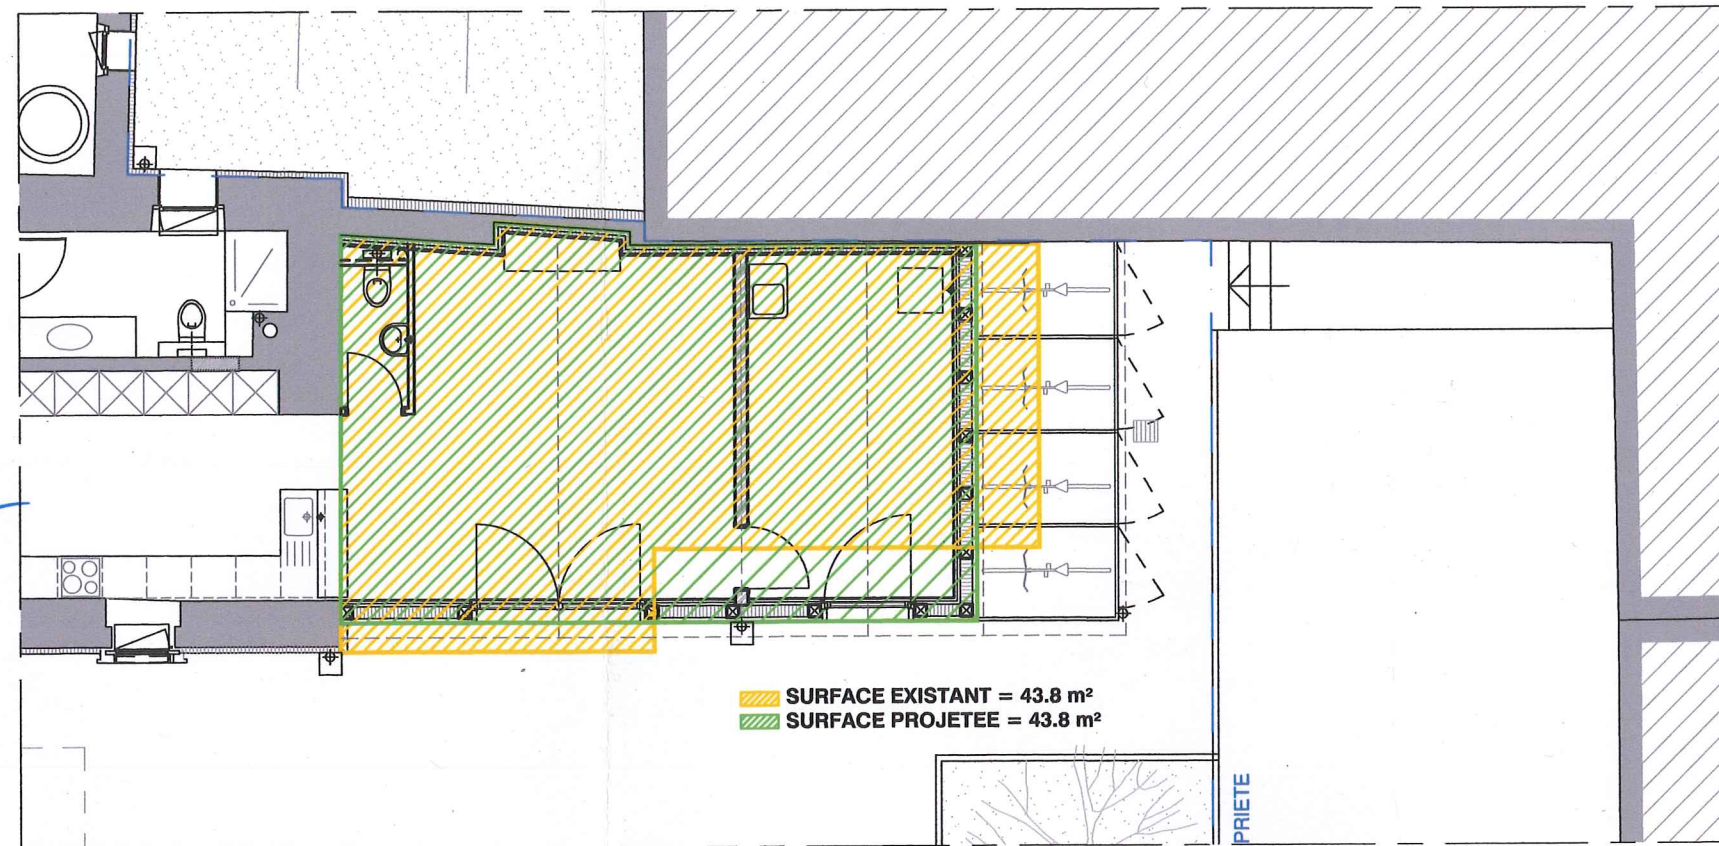 SURFACE EXISTANT = 43.8 m²
SURFACE PROJETEE = 43.8 m²
PRIETE